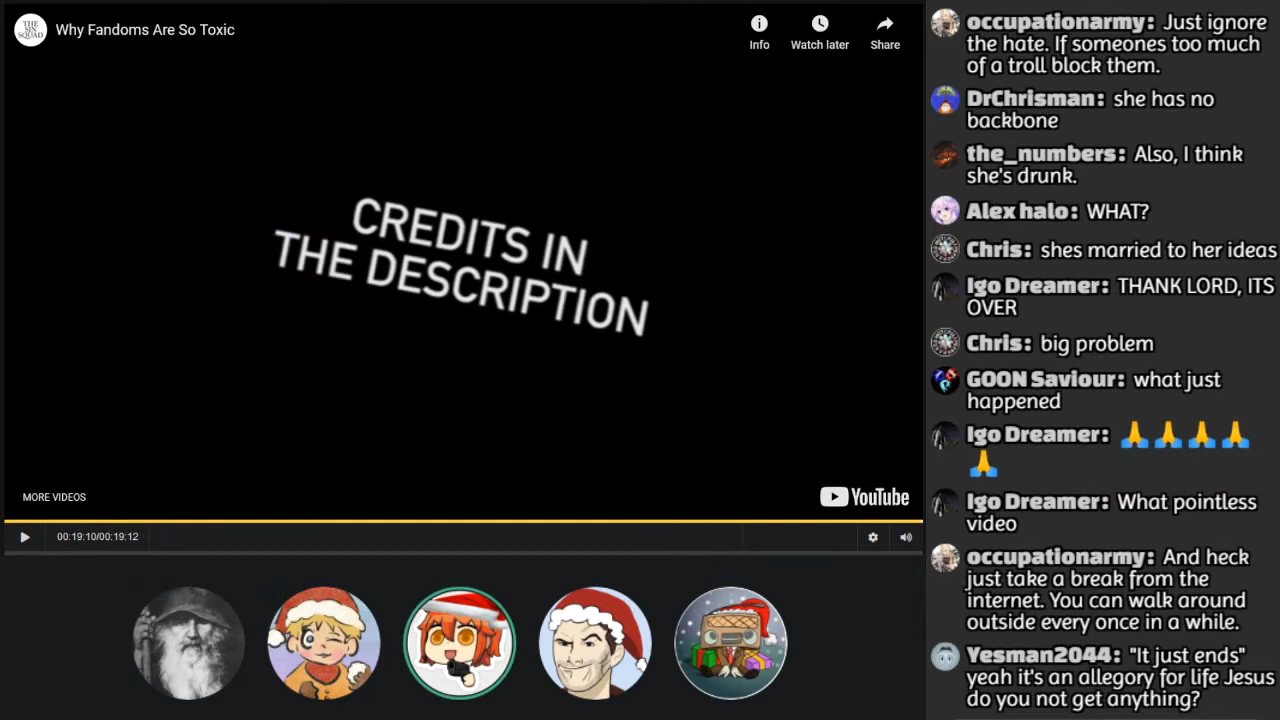 THE
SIN
SQUAD
Why Fandoms Are So Toxic
Info
Watch later
Share
CREDITS IN
THE DESCRIPTION
MORE VIDEOS
YouTube
00:19:10/00:19:12
occupationarmy: Just ignore
the hate. If someones too much
of a troll block them.
DrChrisman: she has no
backbone
the_numbers: Also, I think
she's drunk.
Alex halo: WHAT?
Chris: shes married to her ideas
Igo Dreamer: THANK LORD, ITS
OVER
Chris: big problem
GOON Saviour: what just
happened
Igo Dreamer: 🙏🙏🙏🙏
🙏
Igo Dreamer: What pointless
video
occupationarmy: And heck
just take a break from the
internet. You can walk around
outside every once in a while.
Yesman2044: "It just ends"
yeah it's an allegory for life Jesus
do you not get anything?